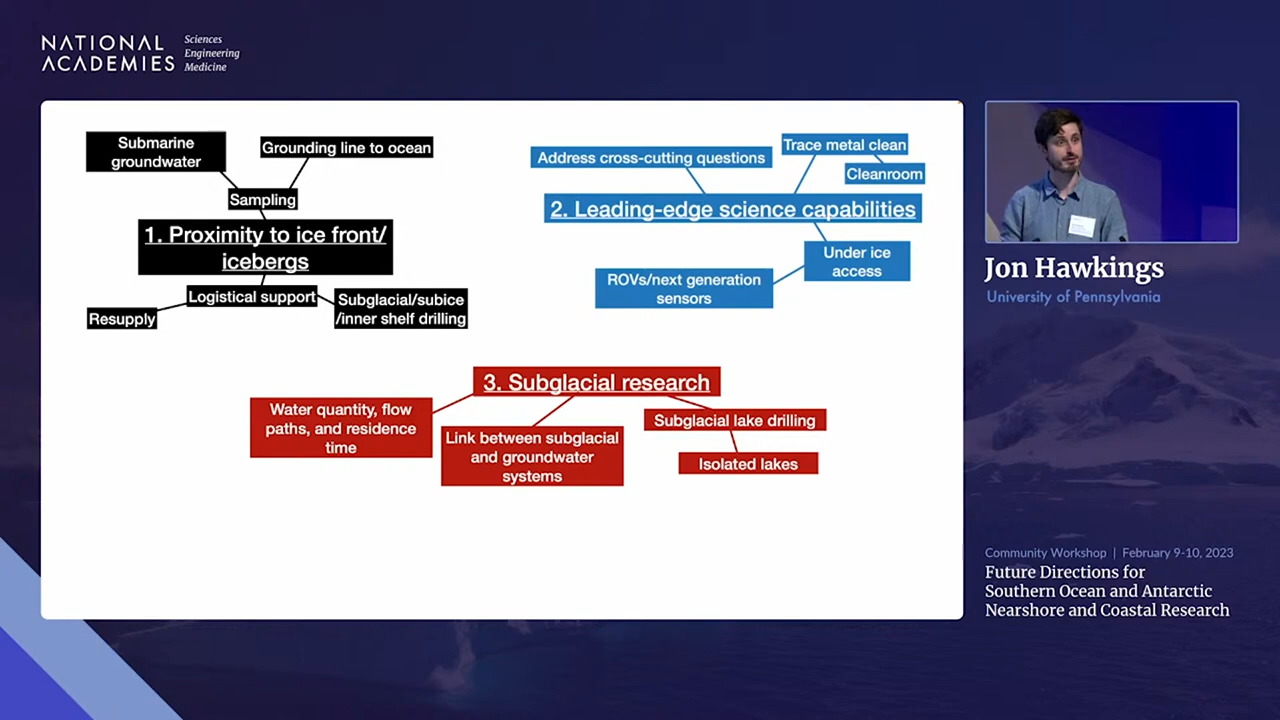 NATIONAL
ACADEMIES
Sciences
Engineering
Medicine
Submarine
groundwater
Grounding line to ocean
Sampling
1. Proximity to ice front/
icebergs
Logistical support
Resupply
Subglacial/subice
/inner shelf drilling
Address cross-cutting questions
Trace metal clean
Cleanroom
2. Leading-edge science capabilities
Under ice
access
ROVs/next generation
sensors
3. Subglacial research
Water quantity, flow
paths, and residence
time
Link between subglacial
and groundwater
systems
Subglacial lake drilling
Isolated lakes
Jon Hawkings
University of Pennsylvania
Community Workshop | February 9-10, 2023
Future Directions for
Southern Ocean and Antarctic
Nearshore and Coastal Research